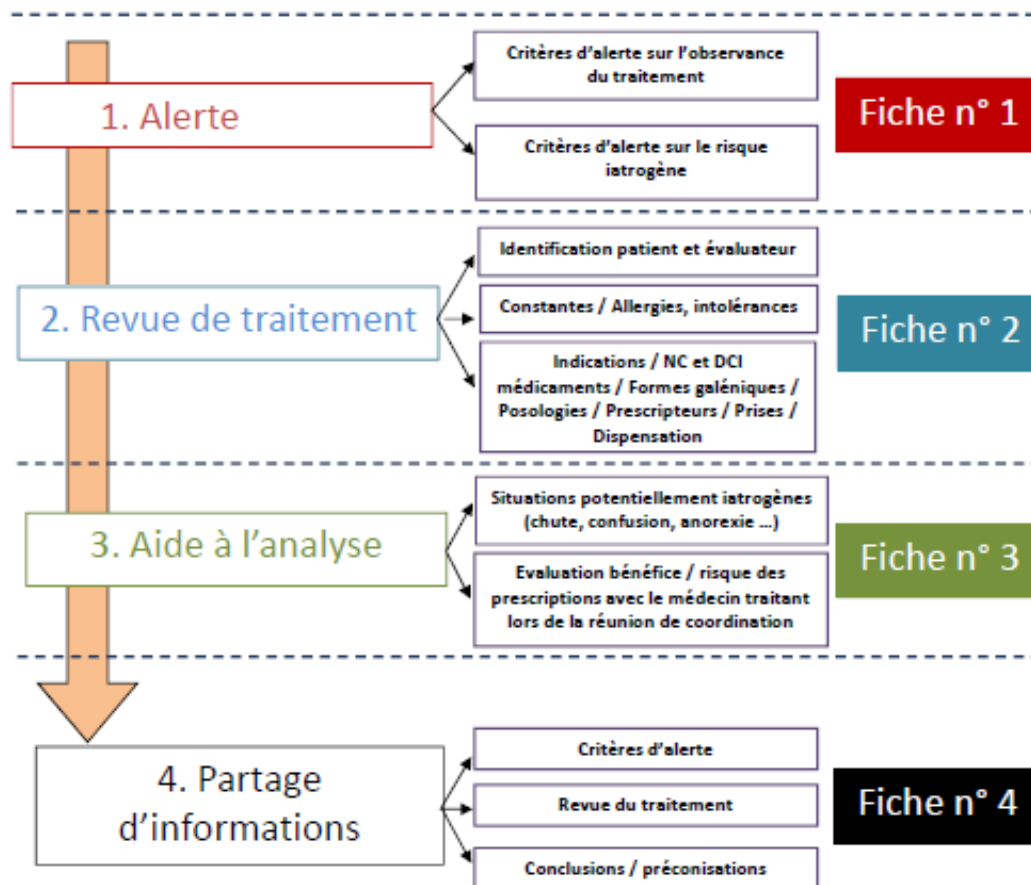 1. Alerte
Critères d'alerte sur l'observance
du traitement
Critères d'alerte sur le risque
iatrogène
Fiche n° 1
2. Revue de traitement
Identification patient et évaluateur
Constantes / Allergies, intolérances
Indications / NC et DCI
médicaments / Formes galéniques /
Posologies / Prescripteurs / Prises /
Dispensation
Fiche n° 2
3. Aide à l'analyse
Situations potentiellement iatrogènes
(chute, confusion, anorexie ...)
Evaluation bénéfice / risque des
prescriptions avec le médecin traitant
lors de la réunion de coordination
Fiche n° 3
4. Partage
d'informations
Critères d'alerte
Revue du traitement
Conclusions / préconisations
Fiche n° 4